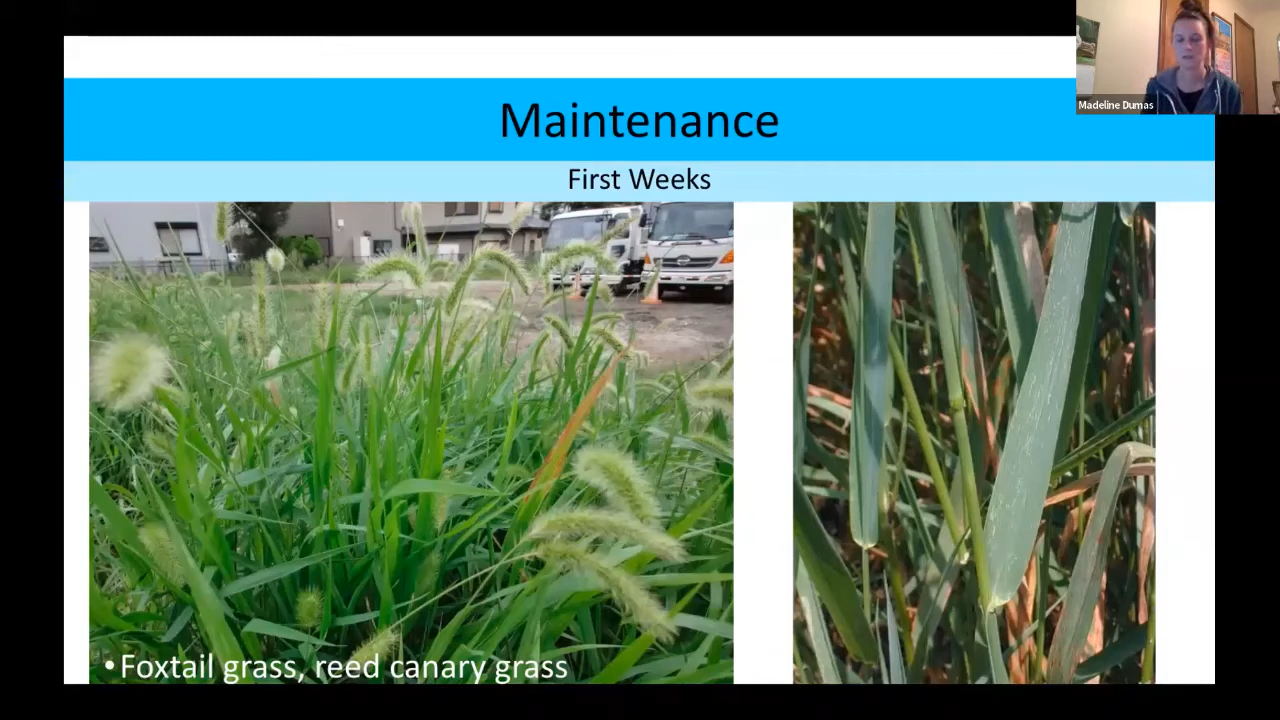 Maintenance
First Weeks
Madeline Dumas
•Foxtail grass, reed canary grass